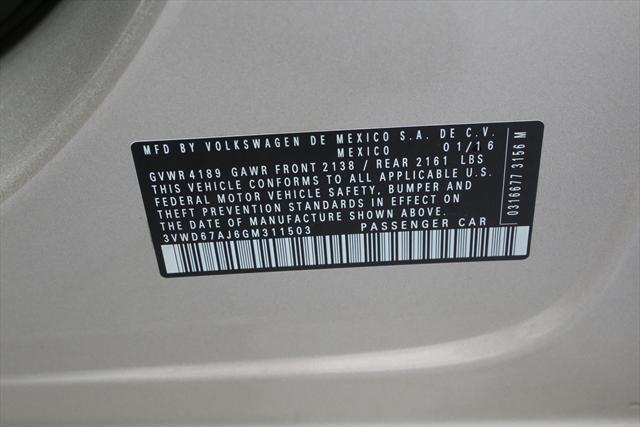 MFD BY VOLKSWAGEN DE MEXICO S.A. DE C.V.
MEXICO 01/16
GVWR 4189 GAWR FRONT 2138 / REAR 2161 LBS
THIS VEHICLE CONFORMS TO ALL APPLICABLE U.S.
FEDERAL MOTOR VEHICLE SAFETY, BUMPER AND
THEFT PREVENTION STANDARDS IN EFFECT ON
THE DATE OF MANUFACTURE SHOWN ABOVE.
3VWD67AJ6GM311503 PASSENGER CAR
0316677 3156 M